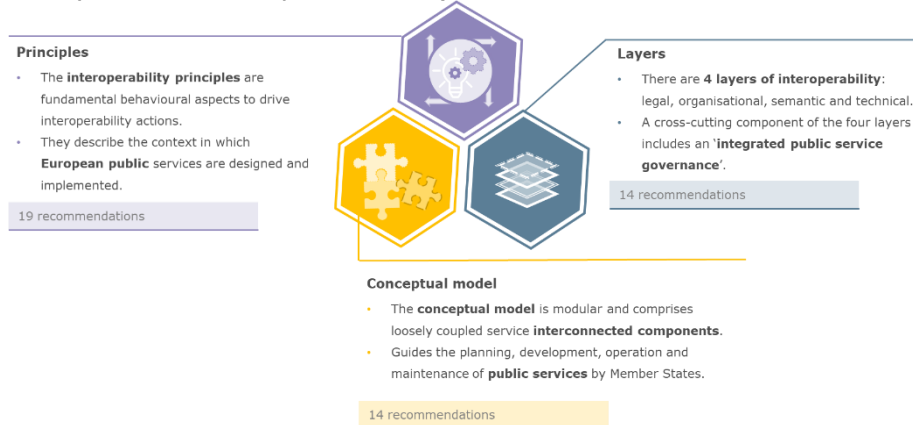 Principles
• The interoperability principles are
fundamental behavioural aspects to drive
interoperability actions.
• They describe the context in which
European public services are designed and
implemented.
19 recommendations
Layers
• There are 4 layers of interoperability:
legal, organisational, semantic and technical.
• A cross-cutting component of the four layers
includes an ‘integrated public service
governance’.
14 recommendations
Conceptual model
• The conceptual model is modular and comprises
loosely coupled service interconnected components.
• Guides the planning, development, operation and
maintenance of public services by Member States.
14 recommendations